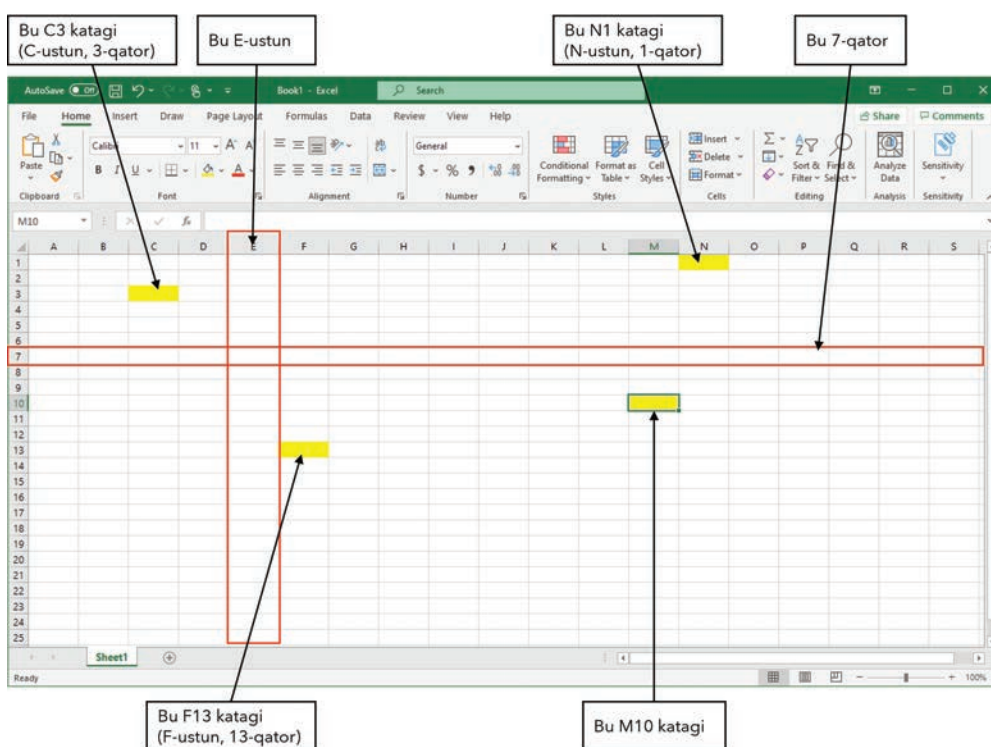 Bu C3 katagi
(C-ustun, 3-qator)
Bu E-ustun
Bu N1 katagi
(N-ustun, 1-qator)
Bu 7-qator
AutoSave Off Book1 - Excel Search
File Home Insert Draw Page Layout Formulas Data Review View Help Share Comments
Paste Calibri 11 A A General Conditional Formatting Format as Table Cell Styles Insert Delete Format Sort & Filter Find & Select Analyze Data Sensitivity
B I U A $ % 9
Clipboard Font Alignment Number Styles Cells Editing Analysis Sensitivity
M10 fx
A B C D E F G H I J K L M N O P Q R S
1
2
3
4
5
6
7
8
9
10
11
12
13
14
15
16
17
18
19
20
21
22
23
24
25
Sheet1
Ready 100%
Bu F13 katagi
(F-ustun, 13-qator)
Bu M10 katagi